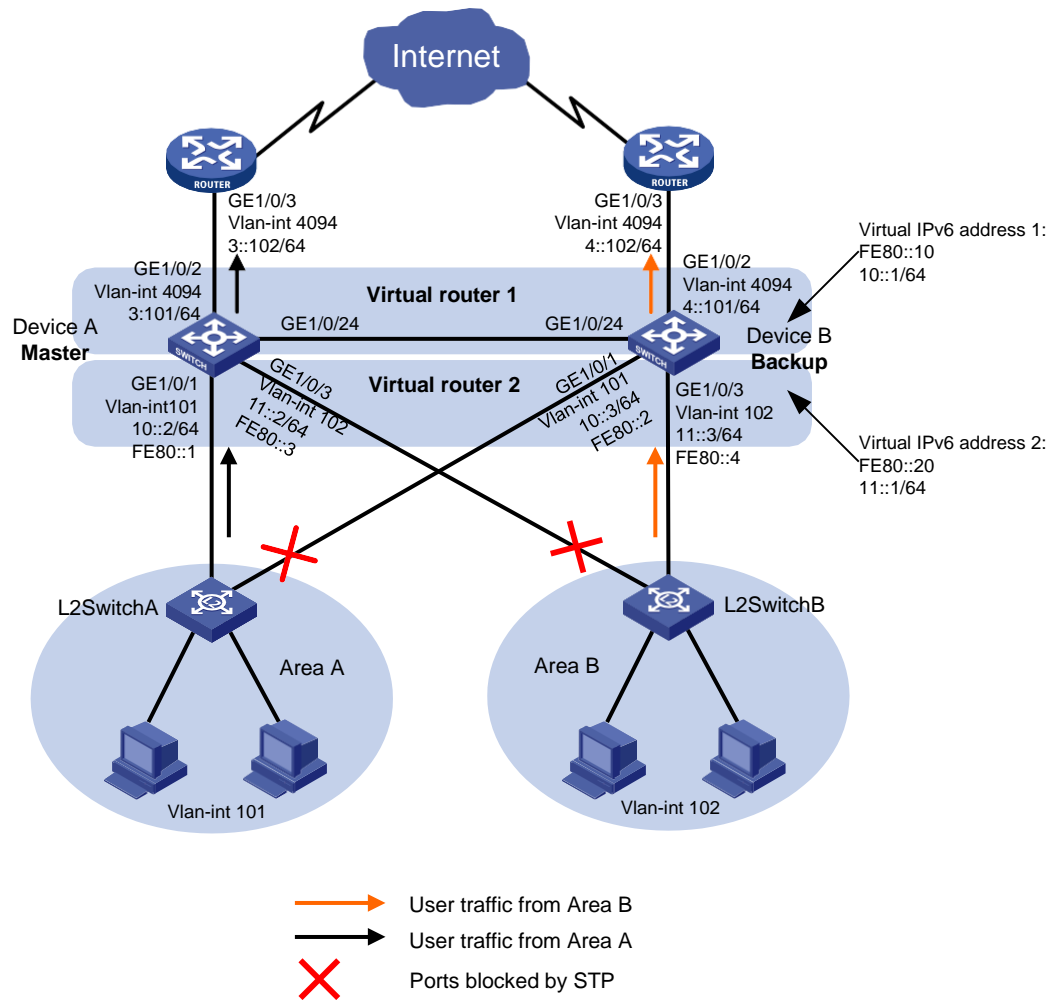 Internet
ROUTER
ROUTER
GE1/0/3
Vlan-int 4094
3::102/64
GE1/0/3
Vlan-int 4094
4::102/64
Virtual IPv6 address 1:
FE80::10
10::1/64
GE1/0/2
Vlan-int 4094
3:101/64
Virtual router 1
GE1/0/2
Vlan-int 4094
4::101/64
Device A
Master
GE1/0/24
GE1/0/24
Device B
Backup
SWITCH
SWITCH
GE1/0/1
Vlan-int101
10::2/64
FE80::1
GE1/0/3
Vlan-int 102
11::2/64
FE80::3
Virtual router 2
GE1/0/1
Vlan-int 101
10::3/64
FE80::2
GE1/0/3
Vlan-int 102
11::3/64
FE80::4
Virtual IPv6 address 2:
FE80::20
11::1/64
L2SwitchA
L2SwitchB
Area A
Area B
Vlan-int 101
Vlan-int 102
User traffic from Area B
User traffic from Area A
Ports blocked by STP